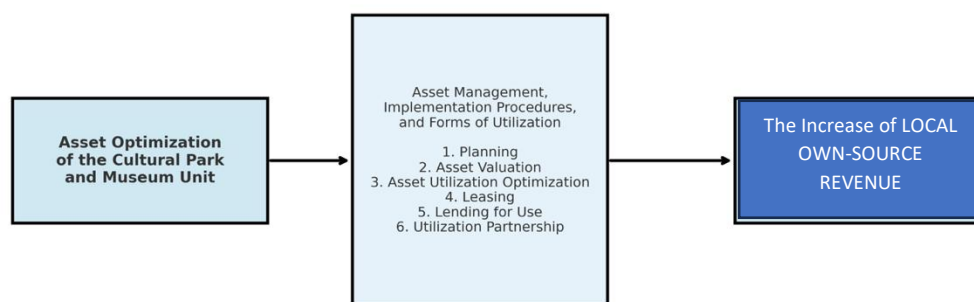 Asset Optimization
of the Cultural Park
and Museum Unit
Asset Management,
Implementation Procedures,
and Forms of Utilization
1. Planning
2. Asset Valuation
3. Asset Utilization Optimization
4. Leasing
5. Lending for Use
6. Utilization Partnership
The Increase of LOCAL
OWN-SOURCE
REVENUE